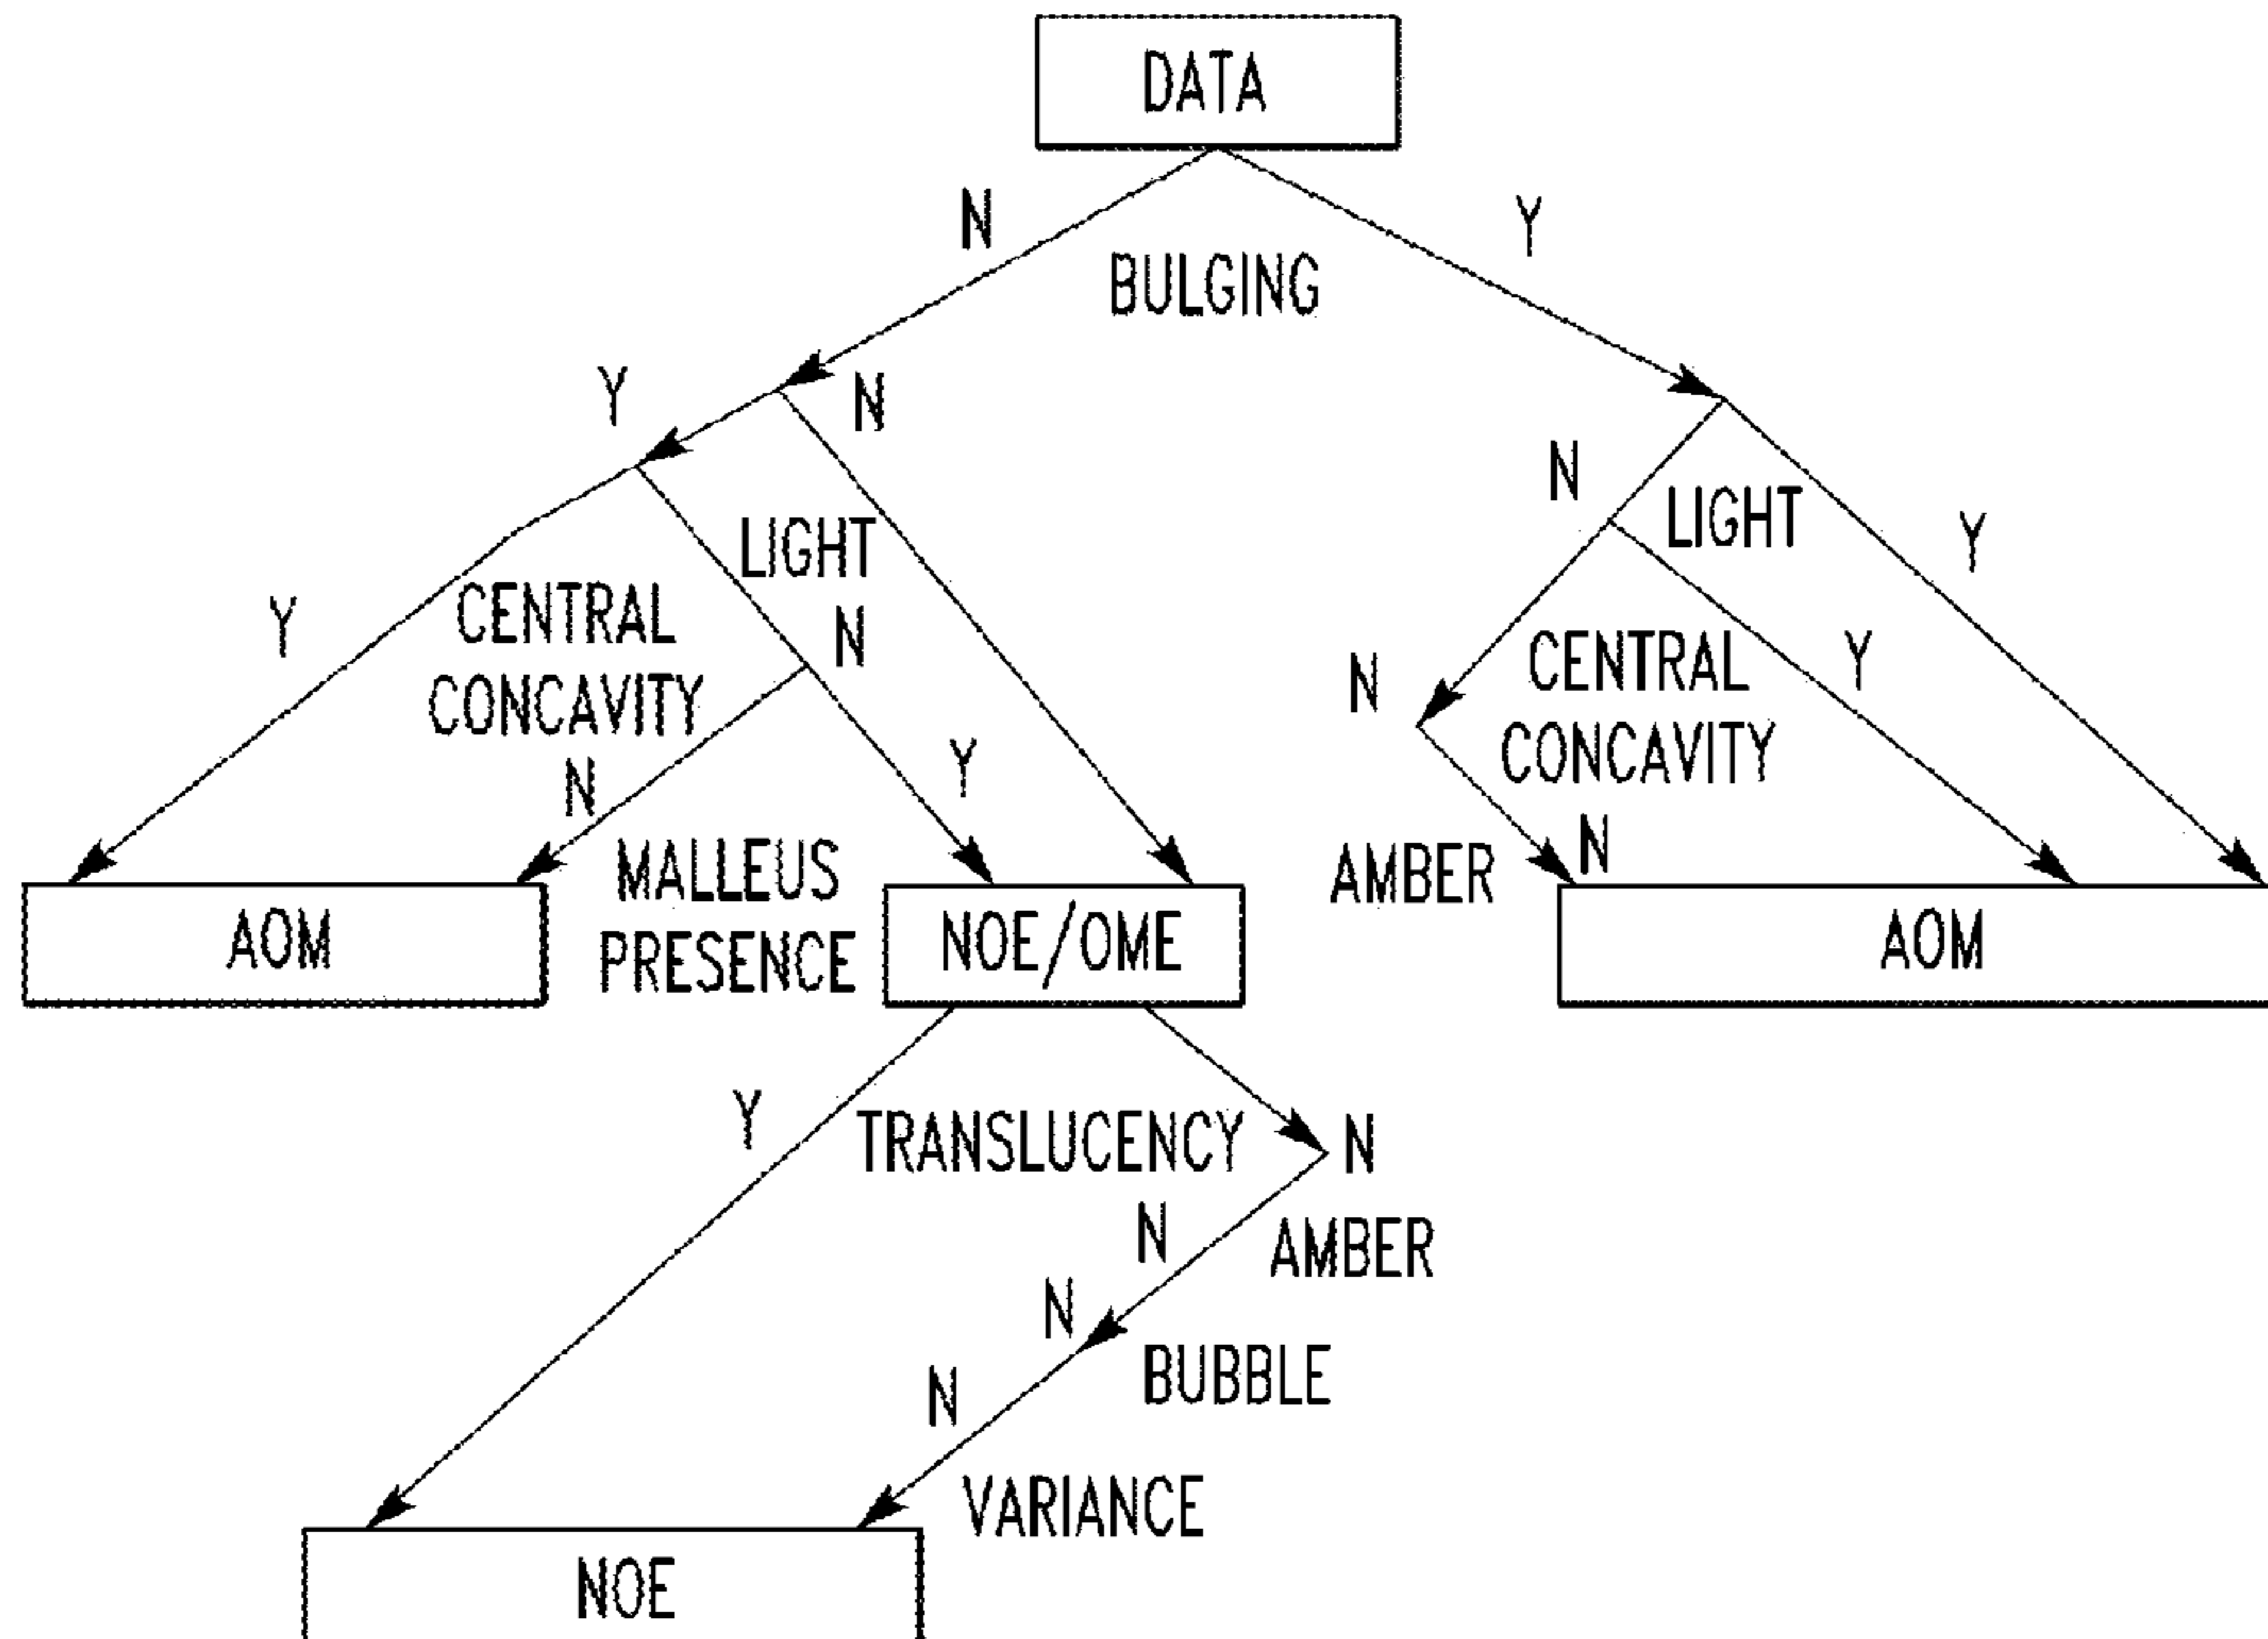 DATA
N
Y
BULGING
Y
N
N
LIGHT
Y
LIGHT
Y
CENTRAL
CONCAVITY
N
N
CENTRAL
CONCAVITY
Y
N
Y
MALLEUS
PRESENCE
AMBER
N
AOM
NOE/OME
AOM
Y
TRANSLUCENCY
N
N
AMBER
N
BUBBLE
N
VARIANCE
NOE